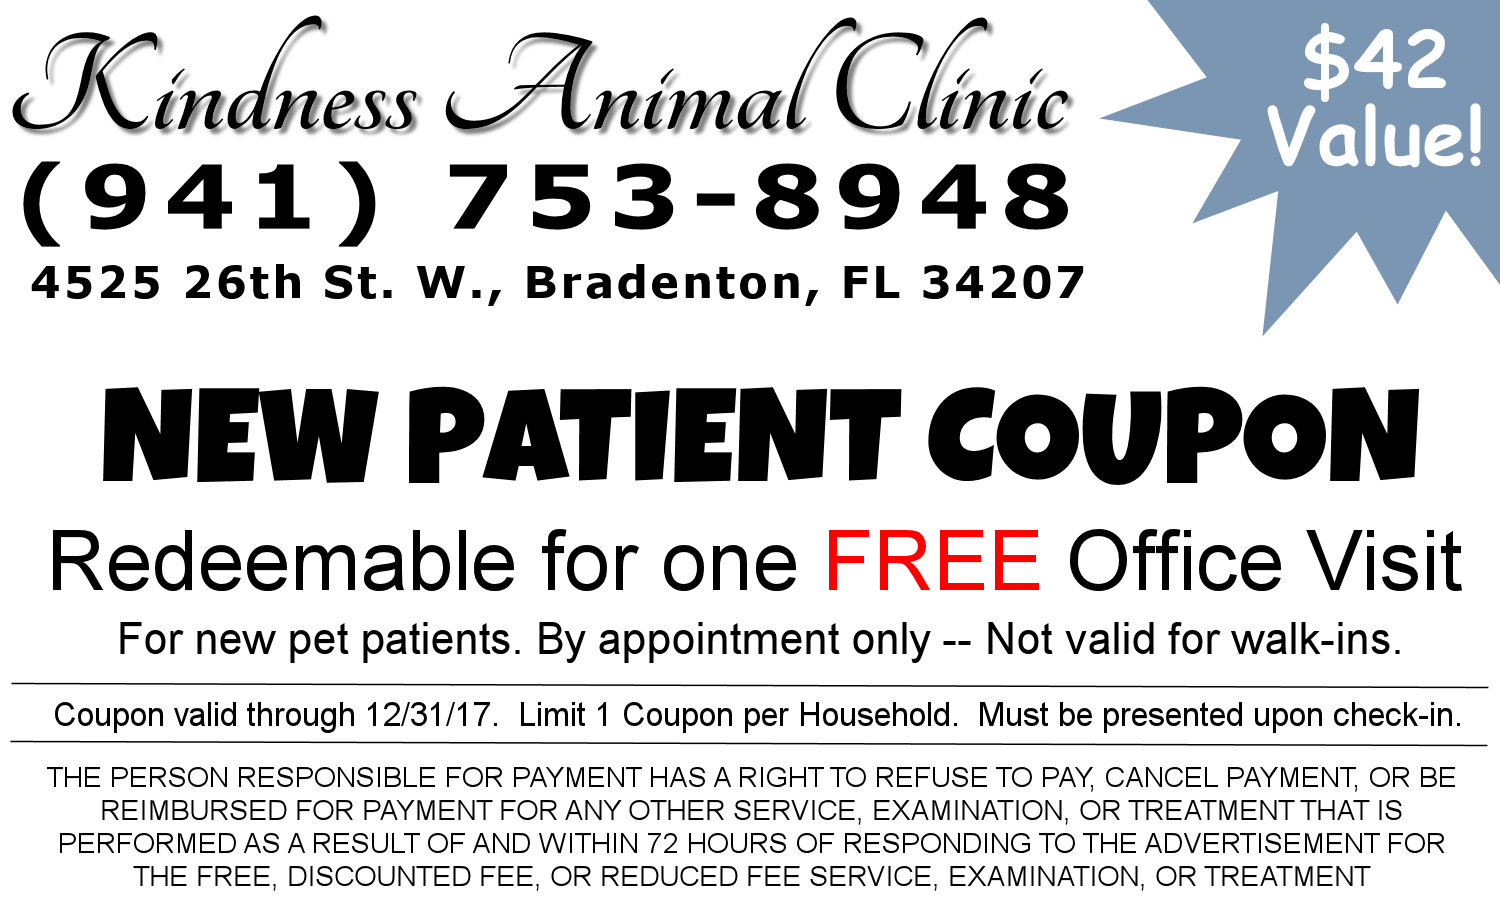 Kindness Animal Clinic
$42
Value!
(941) 753-8948
4525 26th St. W., Bradenton, FL 34207
NEW PATIENT COUPON
Redeemable for one FREE Office Visit
For new pet patients. By appointment only -- Not valid for walk-ins.
Coupon valid through 12/31/17.  Limit 1 Coupon per Household.  Must be presented upon check-in.
THE PERSON RESPONSIBLE FOR PAYMENT HAS A RIGHT TO REFUSE TO PAY, CANCEL PAYMENT, OR BE
REIMBURSED FOR PAYMENT FOR ANY OTHER SERVICE, EXAMINATION, OR TREATMENT THAT IS
PERFORMED AS A RESULT OF AND WITHIN 72 HOURS OF RESPONDING TO THE ADVERTISEMENT FOR
THE FREE, DISCOUNTED FEE, OR REDUCED FEE SERVICE, EXAMINATION, OR TREATMENT